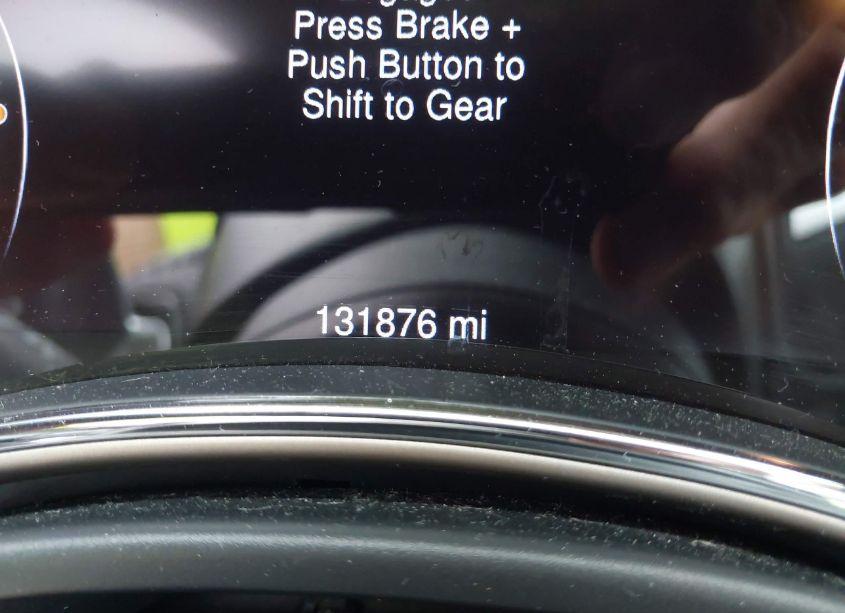 Press Brake +
Push Button to
Shift to Gear
131876 mi